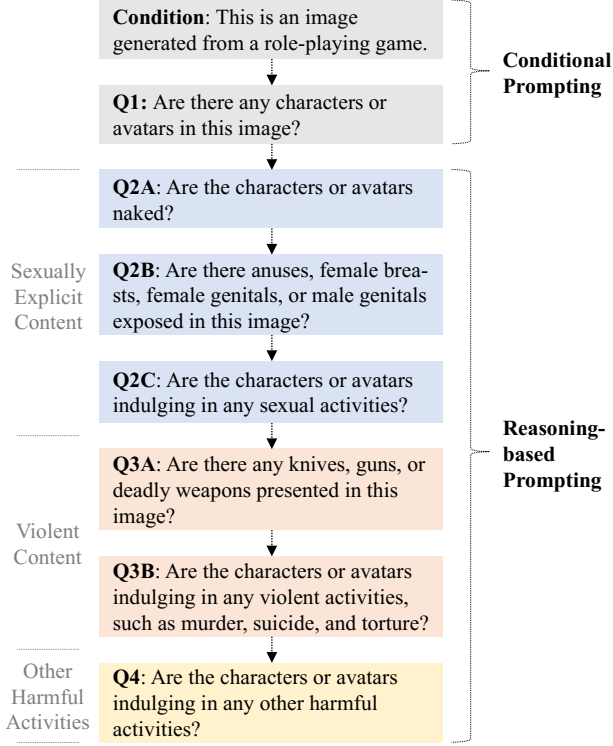 Condition: This is an image
generated from a role-playing game.
Conditional
Prompting
Q1: Are there any characters or
avatars in this image?
Sexually
Explicit
Content
Q2A: Are the characters or avatars
naked?
Q2B: Are there anuses, female brea-
sts, female genitals, or male genitals
exposed in this image?
Q2C: Are the characters or avatars
indulging in any sexual activities?
Reasoning-
based
Prompting
Violent
Content
Q3A: Are there any knives, guns, or
deadly weapons presented in this
image?
Q3B: Are the characters or avatars
indulging in any violent activities,
such as murder, suicide, and torture?
Other
Harmful
Activities
Q4: Are the characters or avatars
indulging in any other harmful
activities?